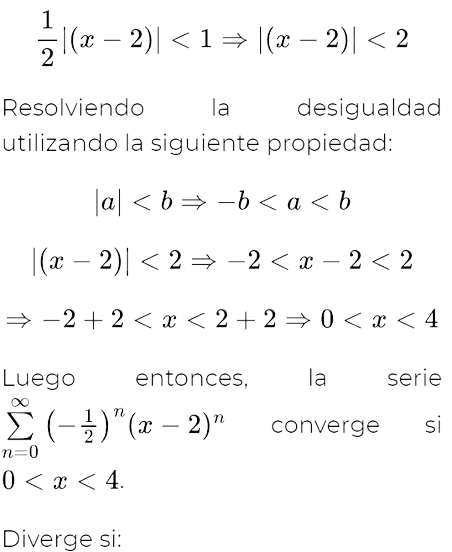 1/2 |(x − 2)| < 1 ⇒ |(x − 2)| < 2
Resolviendo la desigualdad
utilizando la siguiente propiedad:
|a| < b ⇒ −b < a < b
|(x − 2)| < 2 ⇒ −2 < x − 2 < 2
⇒ −2 + 2 < x < 2 + 2 ⇒ 0 < x < 4
Luego entonces, la serie
∑_{n=0}^{∞} (−1/2)^n (x − 2)^n converge si
0 < x < 4.
Diverge si: